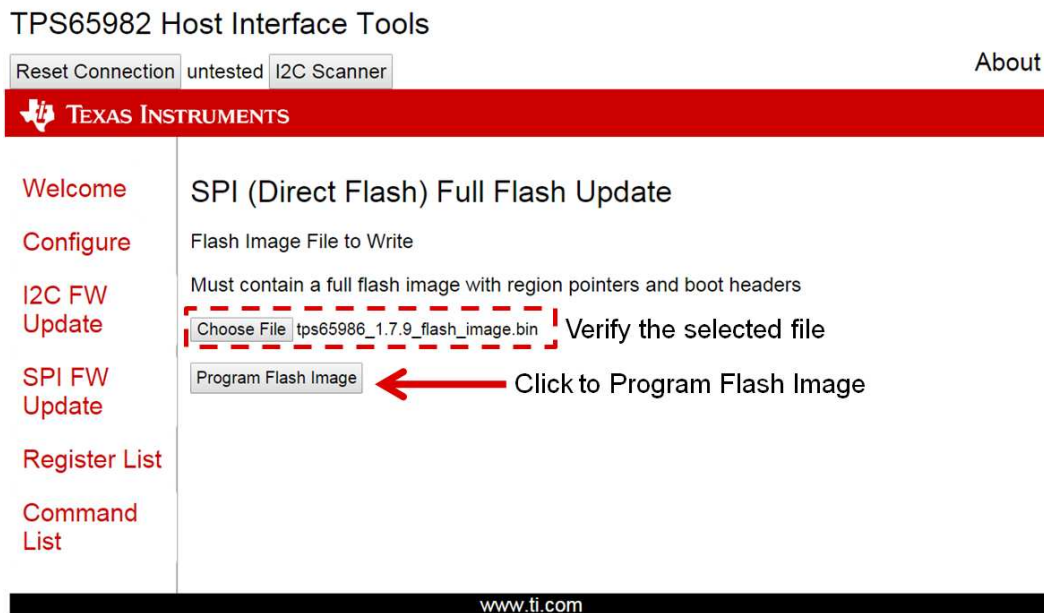 TPS65982 Host Interface Tools
Reset Connection untested I2C Scanner
About
TEXAS INSTRUMENTS
Welcome
Configure
I2C FW
Update
SPI FW
Update
Register List
Command
List
SPI (Direct Flash) Full Flash Update
Flash Image File to Write
Must contain a full flash image with region pointers and boot headers
Choose File tps65986_1.7.9_flash_image.bin Verify the selected file
Program Flash Image Click to Program Flash Image
www.ti.com